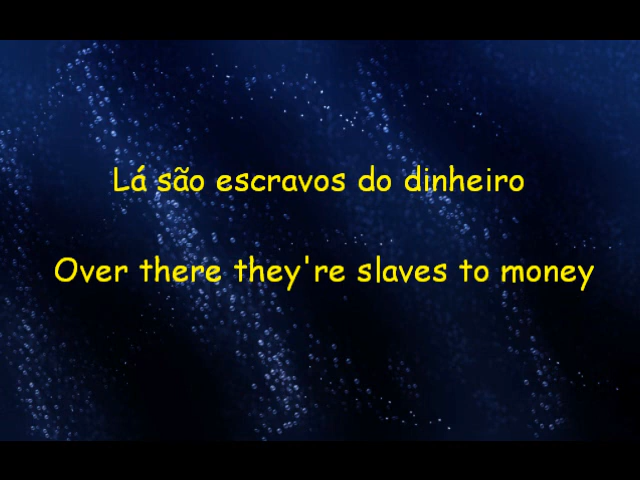 Lá são escravos do dinheiro
Over there they're slaves to money